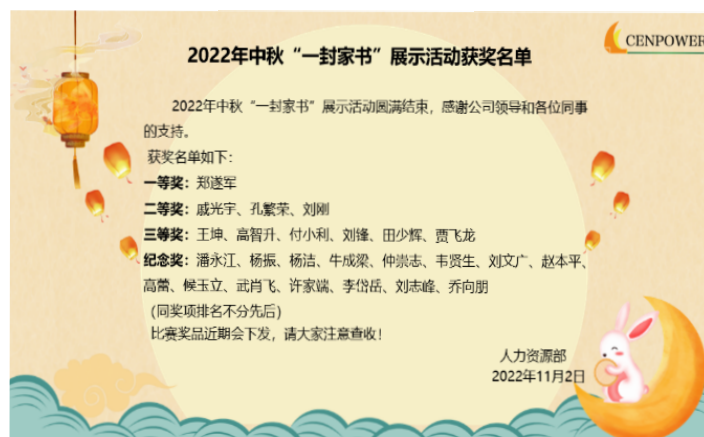 CENPOWER
2022年中秋“一封家书”展示活动获奖名单
2022年中秋“一封家书”展示活动圆满结束，感谢公司领导和各位同事
的支持。
获奖名单如下：
一等奖：郑遂军
二等奖：戚光宇、孔繁荣、刘刚
三等奖：王坤、高智升、付小利、刘锋、田少辉、贾飞龙
纪念奖：潘永江、杨振、杨洁、牛成梁、仲崇志、韦贤生、刘文广、赵本平、
高蕾、候玉立、武肖飞、许家端、李岱岳、刘志峰、乔向朋
（同奖项排名不分先后）
比赛奖品近期会下发，请大家注意查收！
人力资源部
2022年11月2日